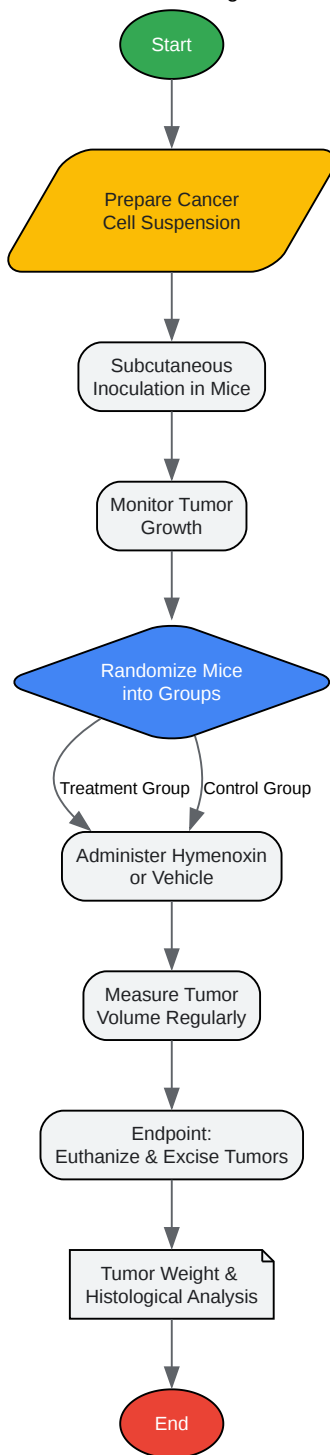 Start
Prepare Cancer
Cell Suspension
Subcutaneous
Inoculation in Mice
Monitor Tumor
Growth
Randomize Mice
into Groups
Treatment Group
Control Group
Administer Hymenoxin
or Vehicle
Measure Tumor
Volume Regularly
Endpoint:
Euthanize & Excise Tumors
Tumor Weight &
Histological Analysis
End